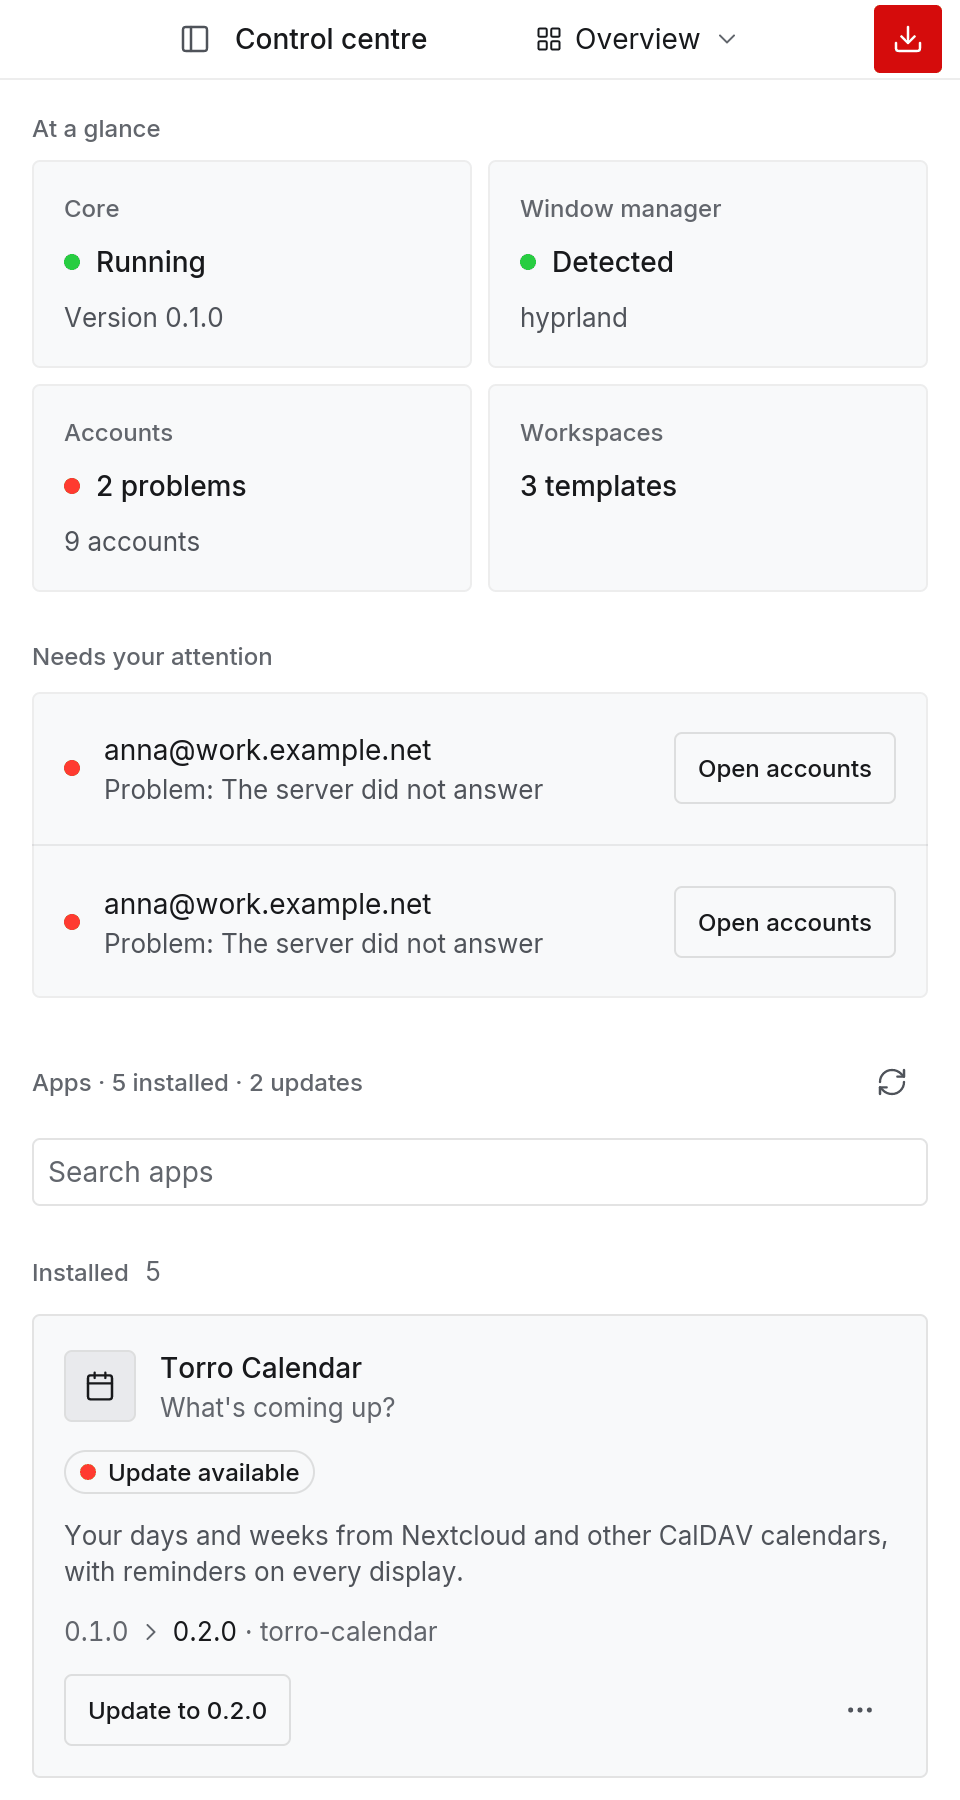 Control centre
Overview
At a glance
Core
Running
Version 0.1.0
Window manager
Detected
hyprland
Accounts
2 problems
9 accounts
Workspaces
3 templates
Needs your attention
anna@work.example.net
Problem: The server did not answer
Open accounts
anna@work.example.net
Problem: The server did not answer
Open accounts
Apps · 5 installed · 2 updates
Search apps
Installed 5
Torro Calendar
What's coming up?
Update available
Your days and weeks from Nextcloud and other CalDAV calendars,
with reminders on every display.
0.1.0 > 0.2.0 · torro-calendar
Update to 0.2.0